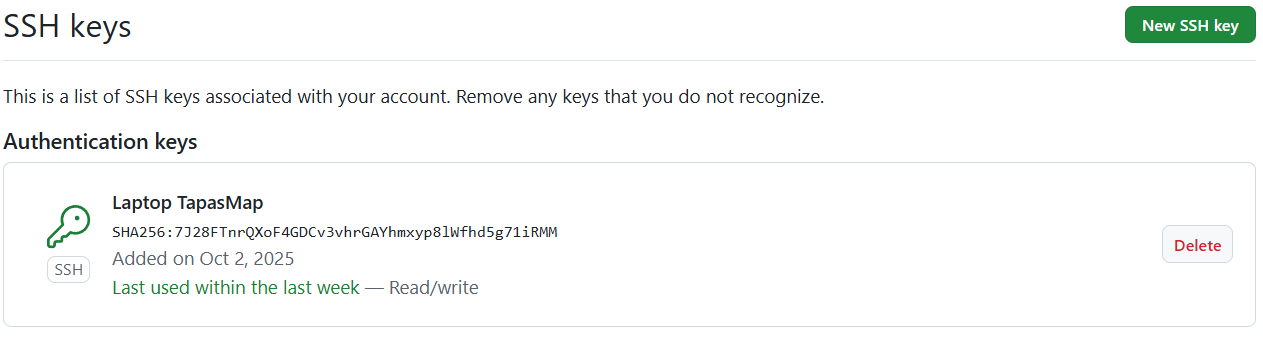 SSH keys
New SSH key
This is a list of SSH keys associated with your account. Remove any keys that you do not recognize.
Authentication keys
Laptop TapasMap
SHA256:7J28FTnrQXoF4GDCv3vhrGAYhmxyp8lWfhd5g71iRMM
Added on Oct 2, 2025
Last used within the last week — Read/write
SSH
Delete